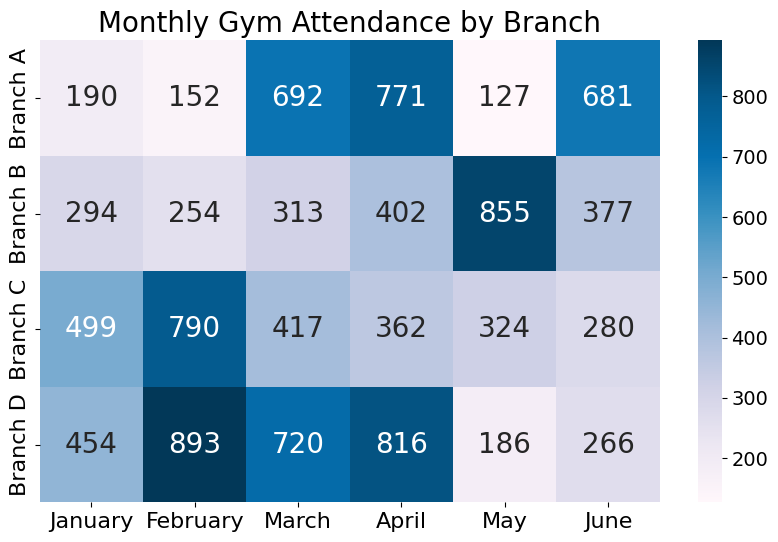 Monthly Gym Attendance by Branch
Branch A
190 152 692 771 127 681
Branch B
294 254 313 402 855 377
Branch C
499 790 417 362 324 280
Branch D
454 893 720 816 186 266
January February March April May June
800
700
600
500
400
300
200